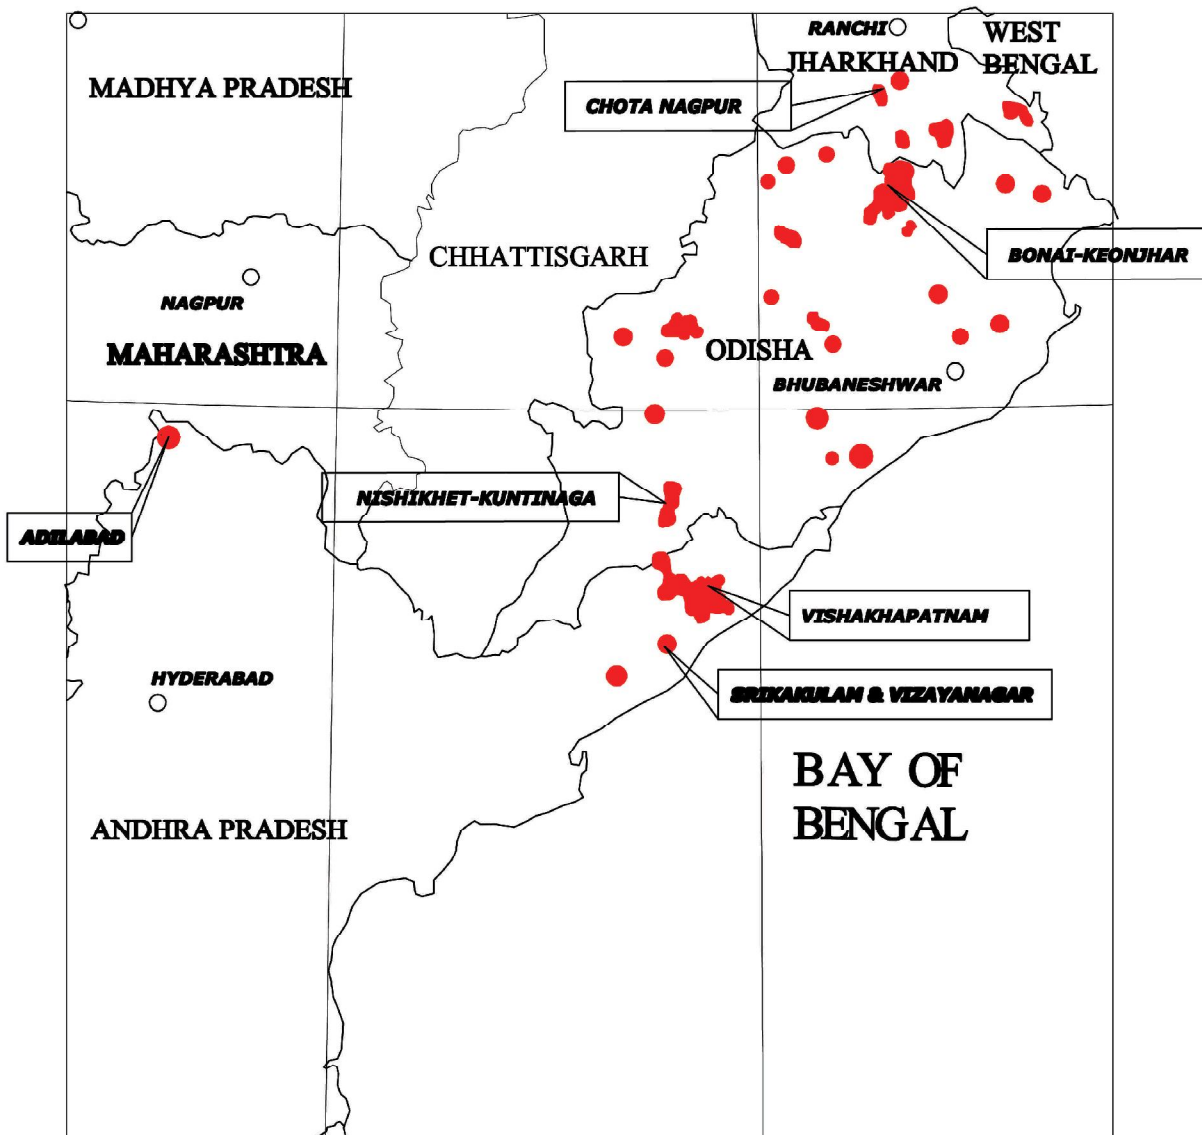 RANCHI
WEST
BENGAL
JHARKHAND
MADHYA PRADESH
CHOTA NAGPUR
CHHATTISGARH
BONAI-KEONJHAR
NAGPUR
MAHARASHTRA
ODISHA
BHUBANESHWAR
NISHIKHET-KUNTINAGA
ADILABAD
VISHAKHAPATNAM
HYDERABAD
SRIKAKULAM & VIZAYANAGAR
BAY OF
BENGAL
ANDHRA PRADESH